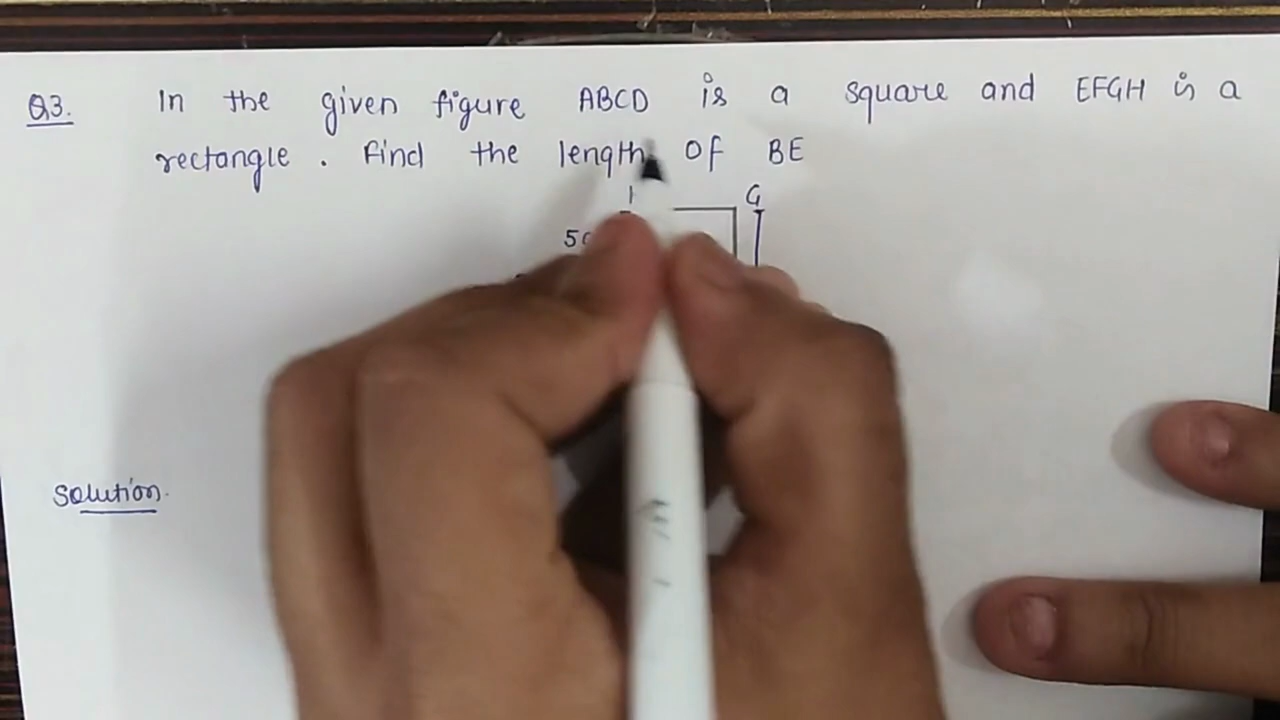 Q3. In the given figure ABCD is a square and EFGH is a
rectangle . Find the length of BE
G
Solution.